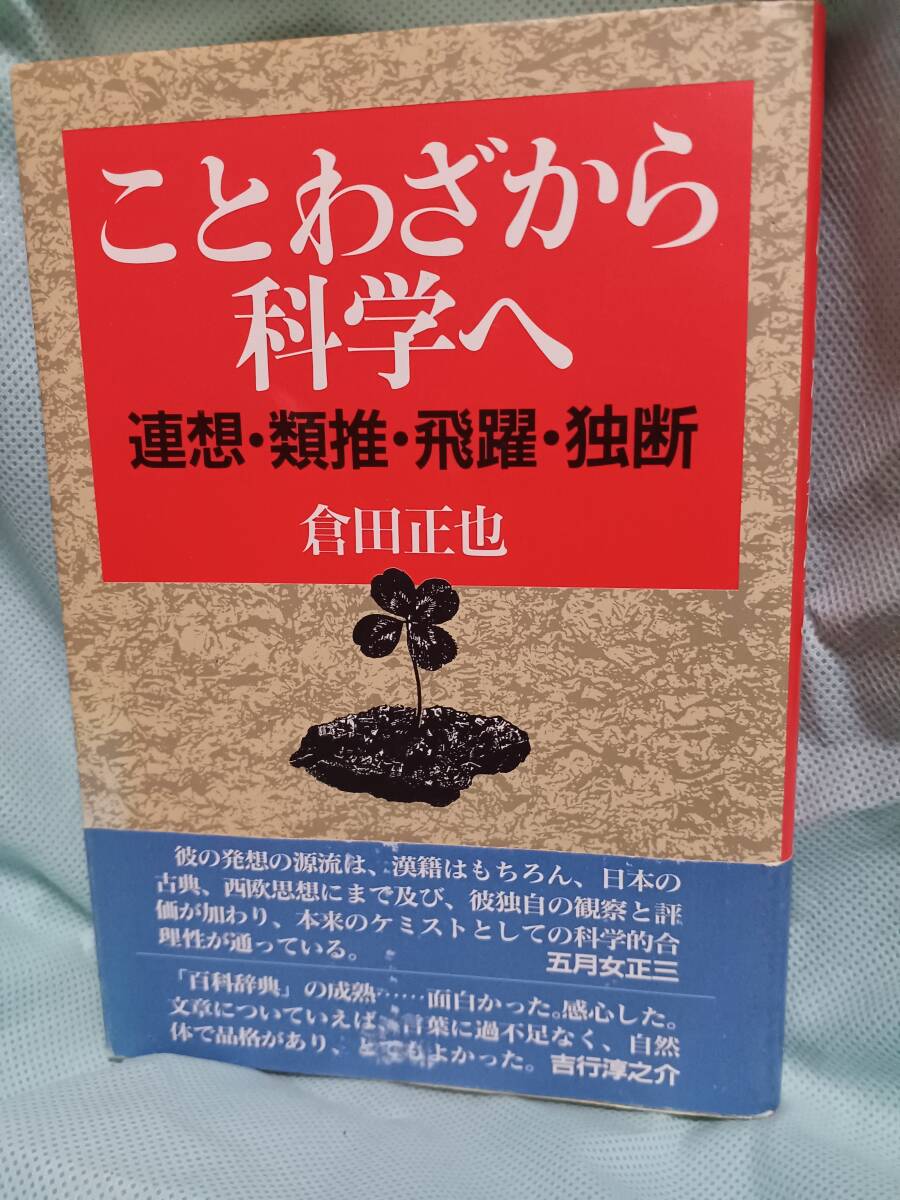 ことわざから
科学へ
連想・類推・飛躍・独断
倉田正也
彼の発想の源流は、漢籍はもちろん、日本の
古典、西欧思想にまで及び、彼独自の観察と評
価が加わり、本来のケミストとしての科学的合
理性が通っている。
五月女正三
「百科辞典」の成熟……面白かった。感心した。
文章についていえば、言葉に過不足なく、自然
体で品格があり、とてもよかった。吉行淳之介